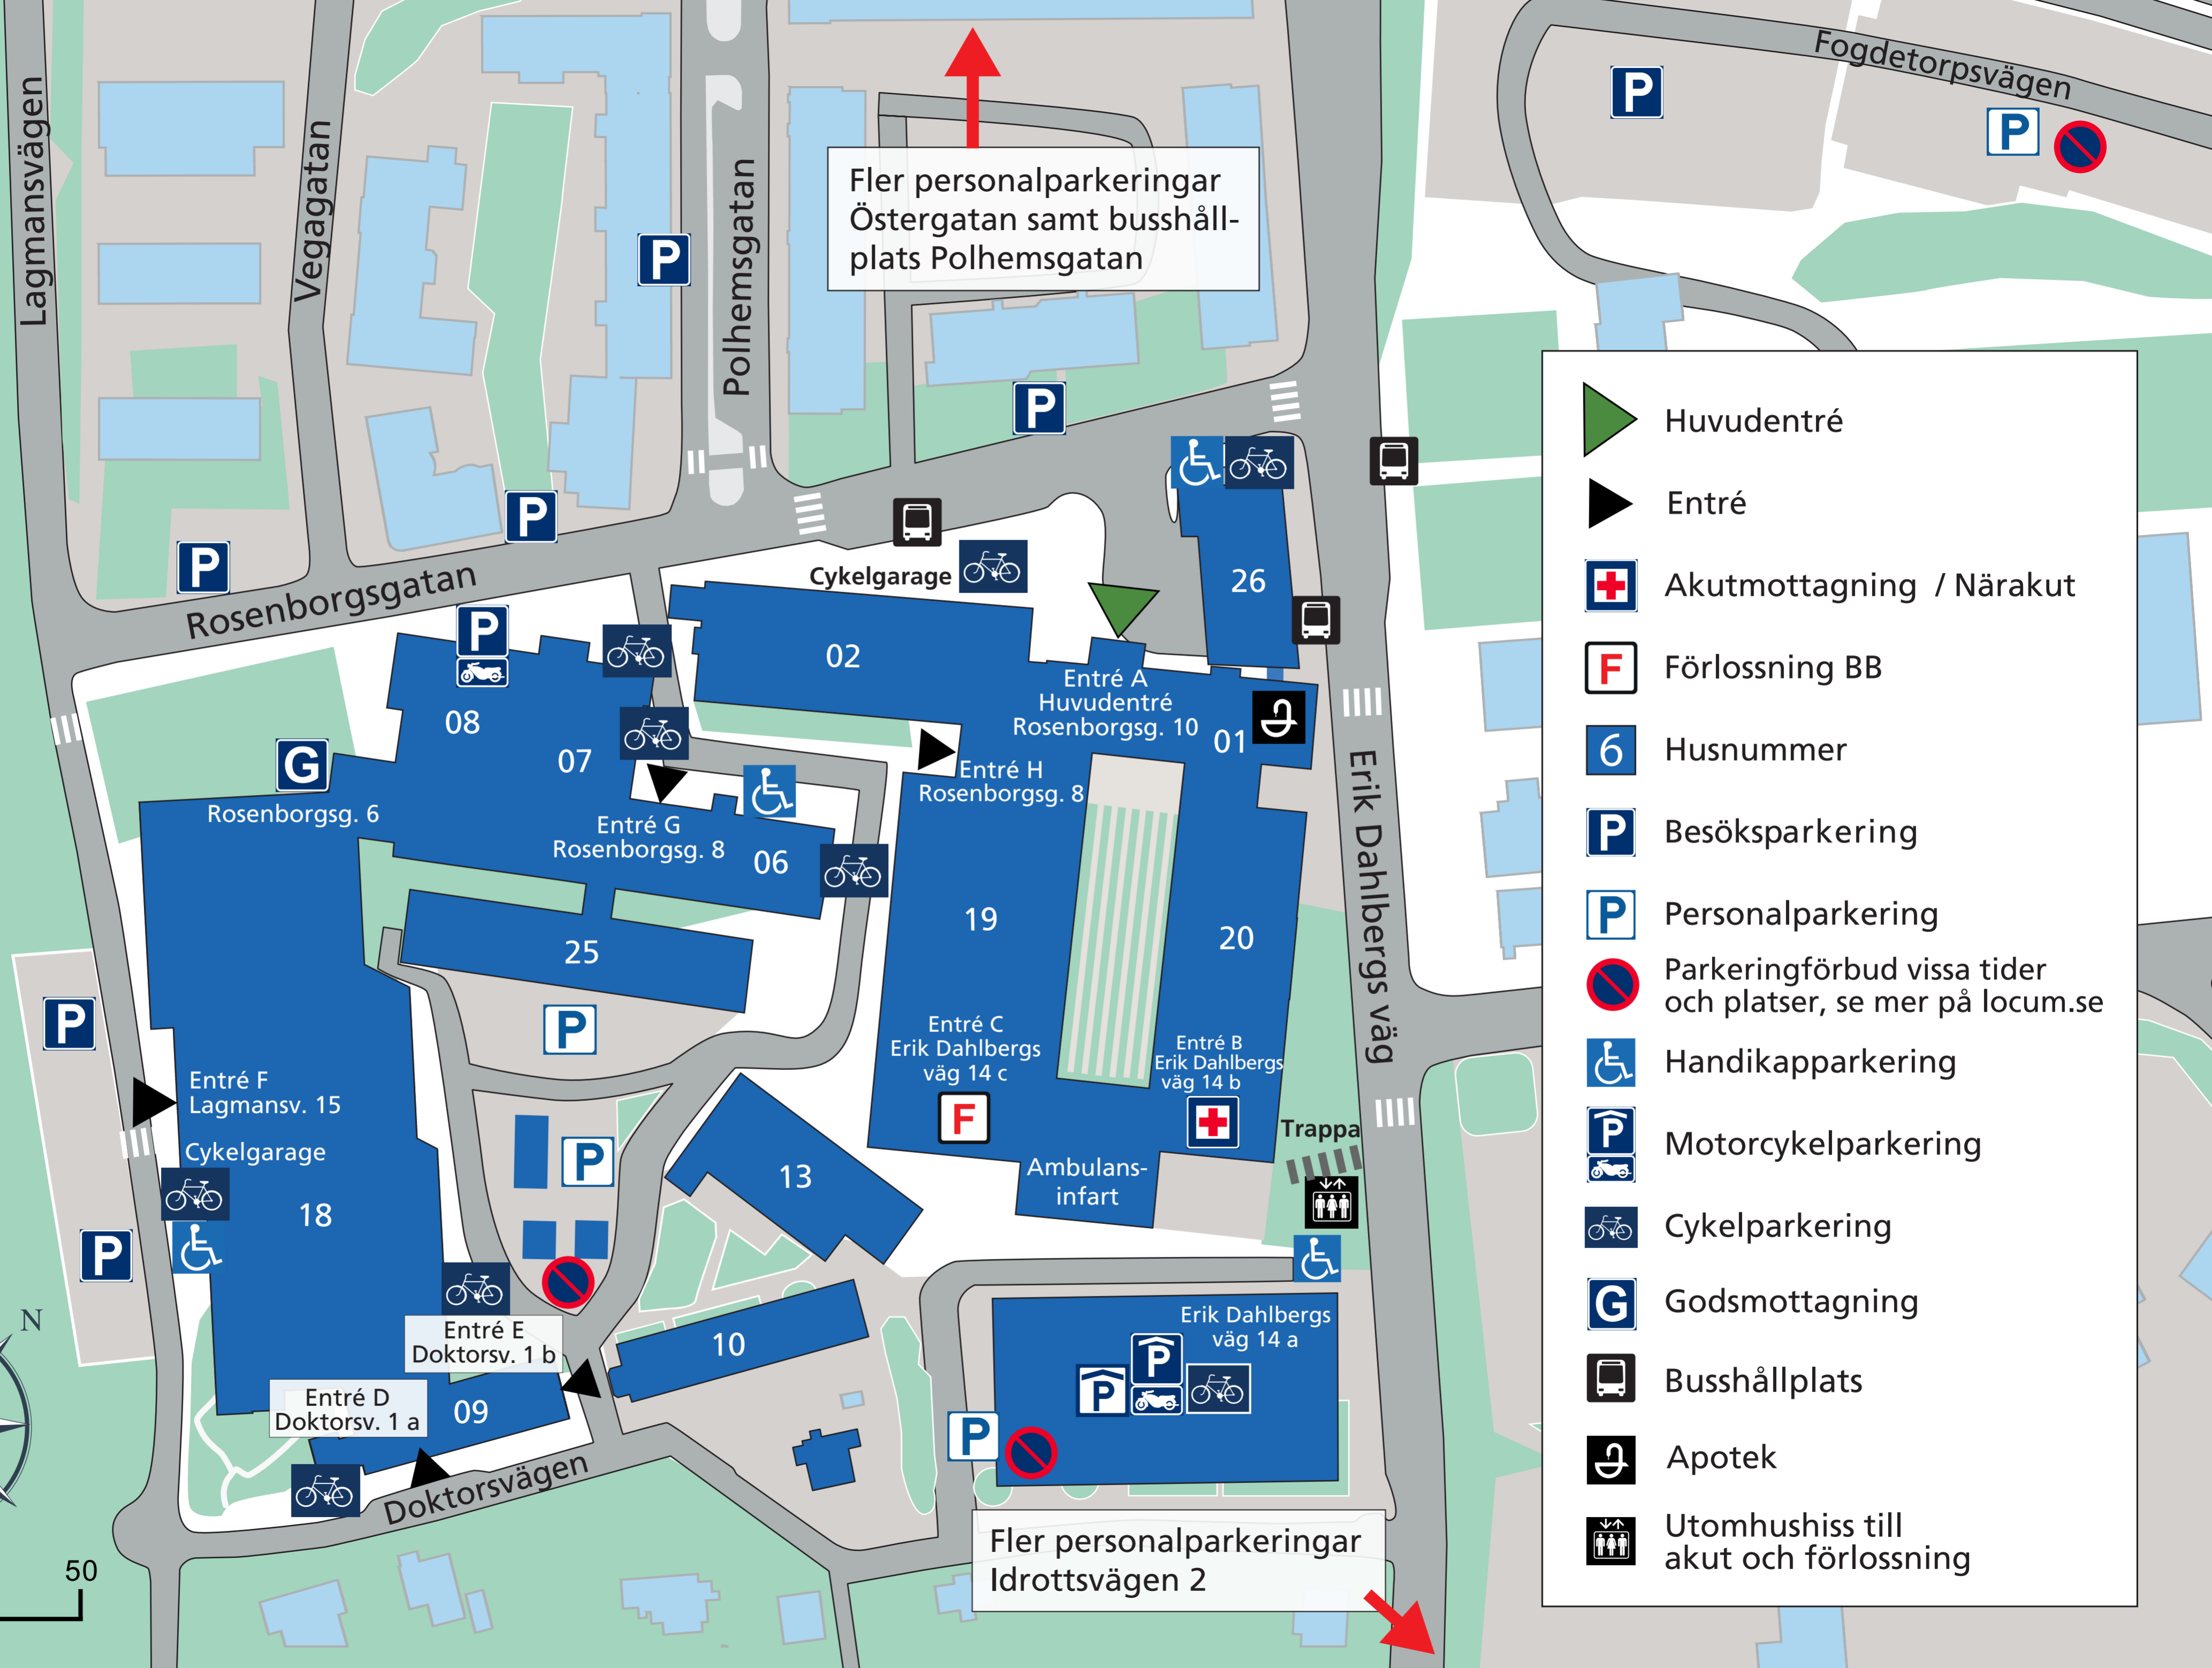 Lagmansvägen
Vegagatan
Polhemsgatan
Fogdetorpsvägen
P
P
P
Fler personalparkeringar
Östergatan samt busshåll-
plats Polhemsgatan
P
P
P
P
Rosenborgsgatan
Cykelgarage
P
02
26
08
07
Entré A
Huvudentré
Rosenborgsg. 10
01
G
Rosenborgsg. 6
Entré H
Rosenborgsg. 8
Entré G
Rosenborgsg. 8
06
19
20
25
Erik Dahlbergs väg
P
P
Entré C
Erik Dahlbergs
väg 14 c
F
Entré B
Erik Dahlbergs
väg 14 b
Entré F
Lagmansv. 15
Cykelgarage
18
P
P
13
Ambulans-
infart
Trappa
N
Entré E
Doktorsv. 1 b
Entré D
Doktorsv. 1 a
09
10
Erik Dahlbergs
väg 14 a
P
P
P
Doktorsvägen
50
Fler personalparkeringar
Idrottsvägen 2
Huvudentré
Entré
Akutmottagning / Närakut
F Förlossning BB
6 Husnummer
P Besöksparkering
P Personalparkering
Parkeringförbud vissa tider
och platser, se mer på locum.se
Handikapparkering
P Motorcykelparkering
Cykelparkering
G Godsmottagning
Busshållplats
Apotek
Utomhushiss till
akut och förlossning